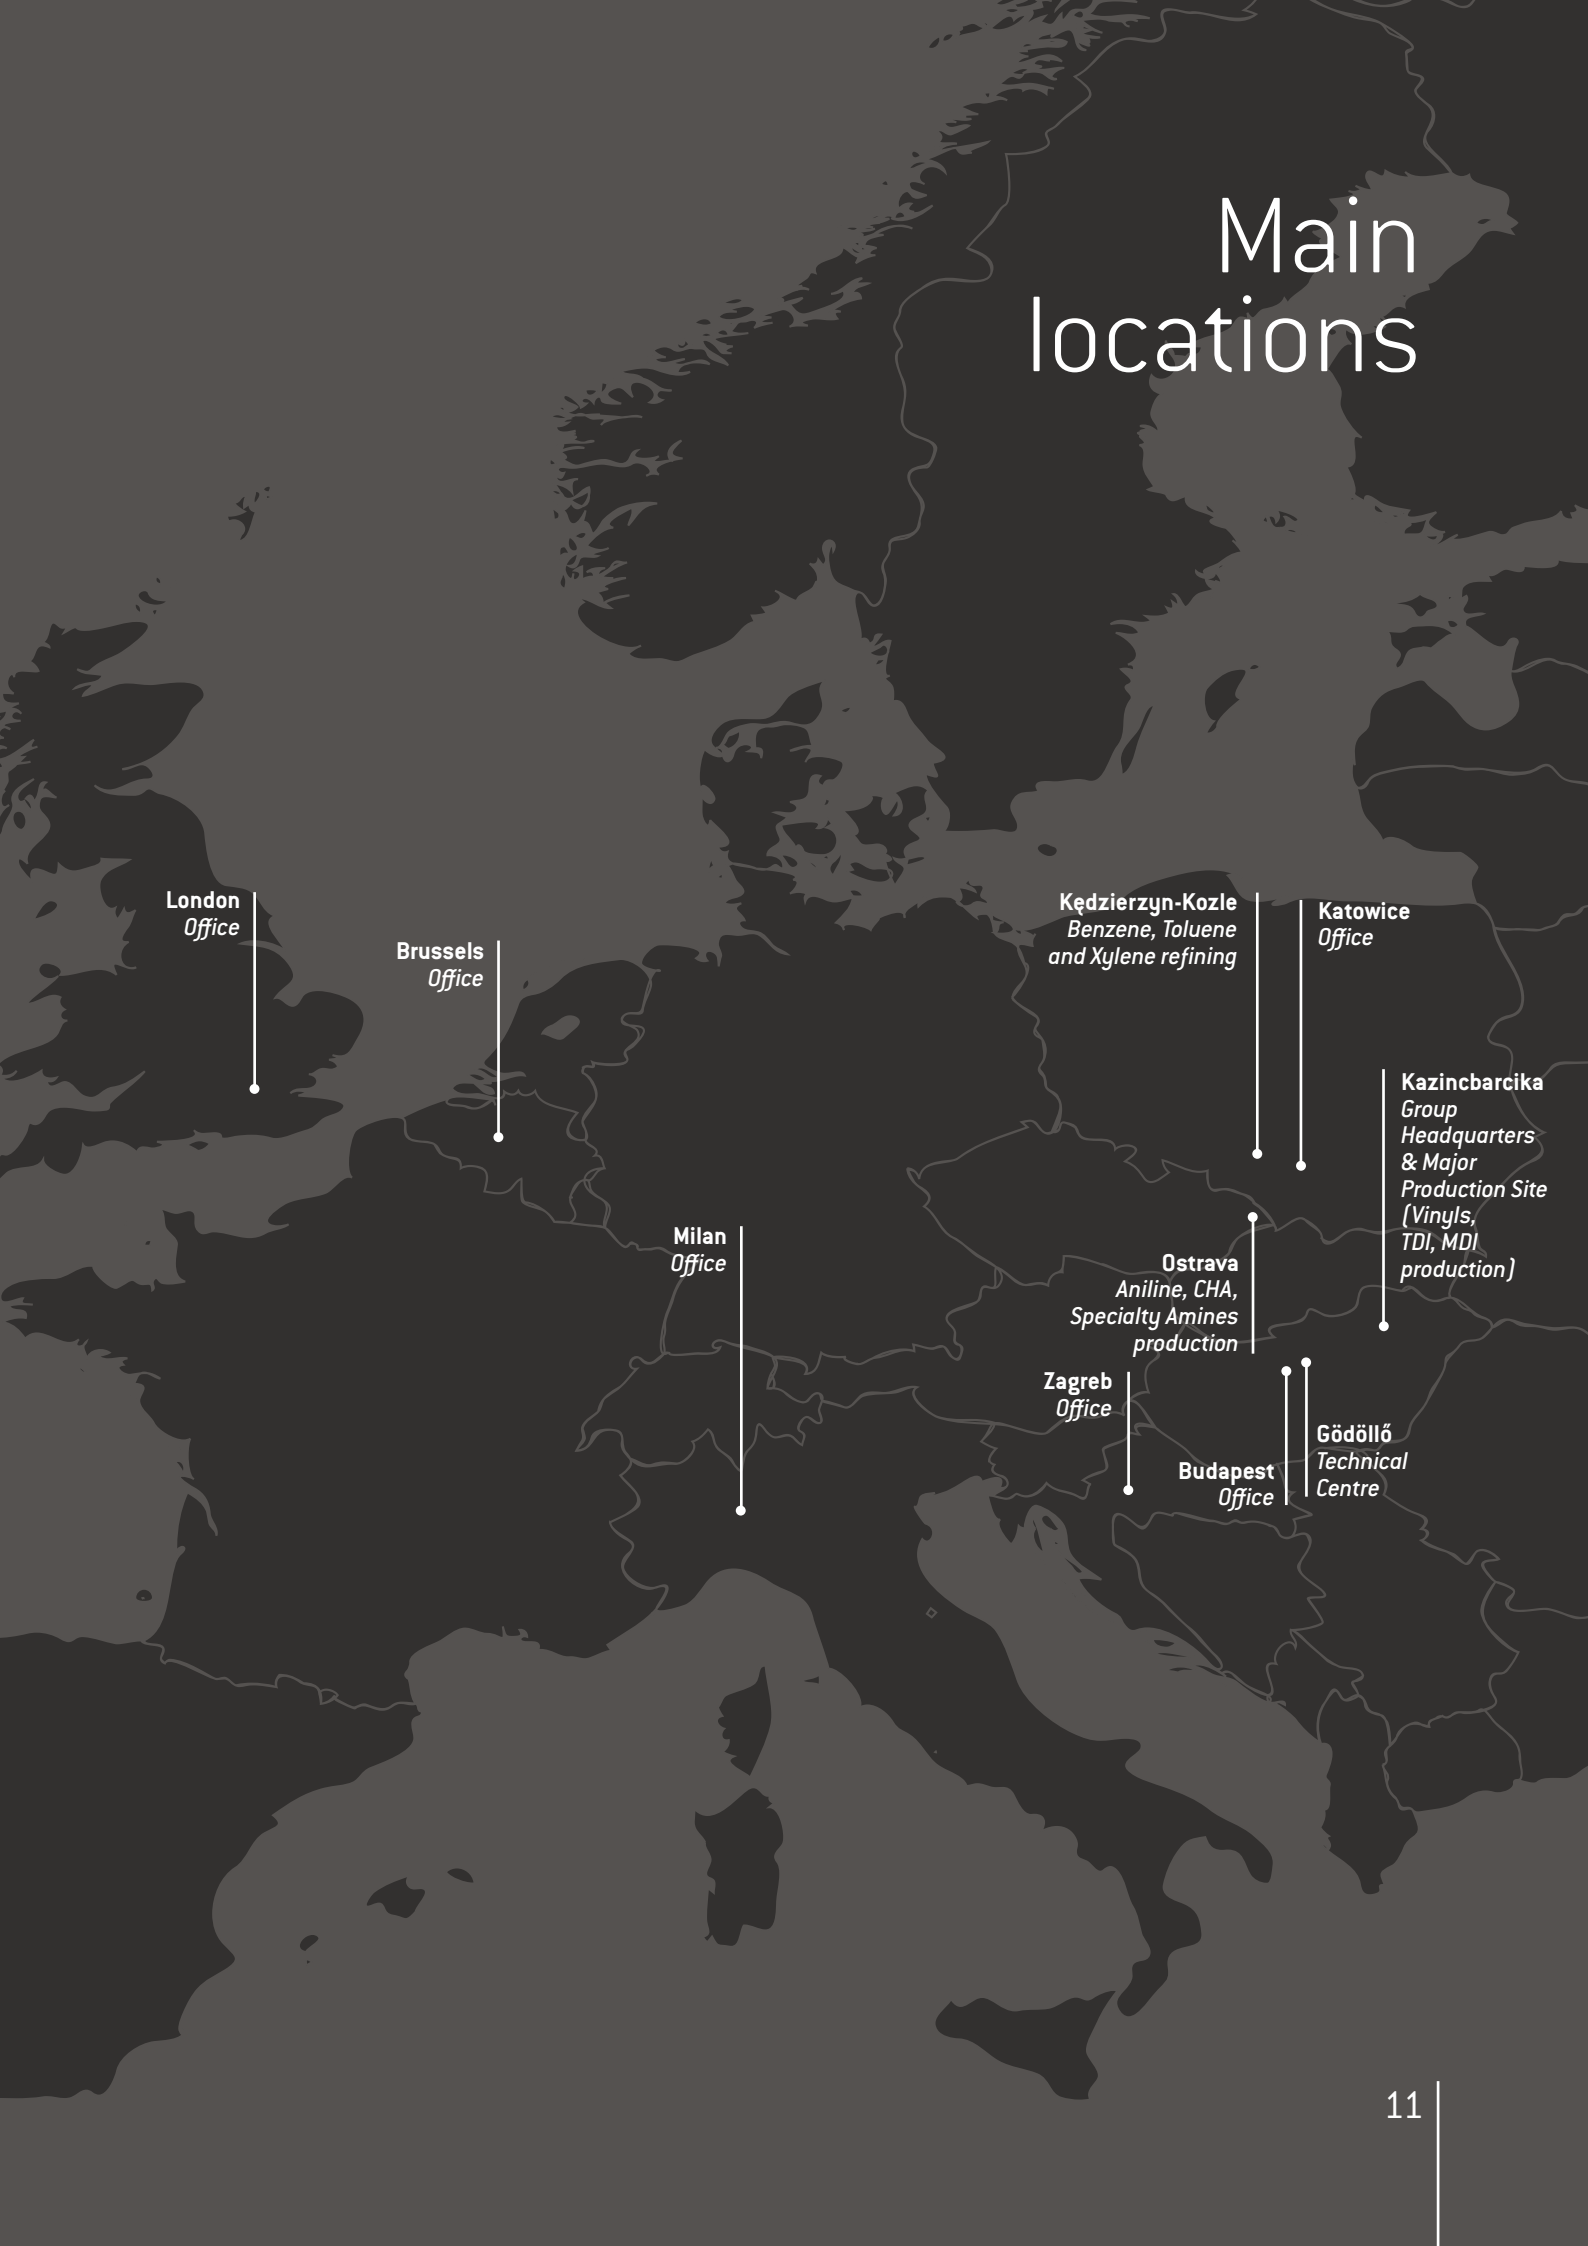 Main
locations
London
Office
Brussels
Office
Kędzierzyn-Kozle
Benzene, Toluene
and Xylene refining
Katowice
Office
Kazincbarcika
Group
Headquarters
& Major
Production Site
(Vinyls,
TDI, MDI
production)
Milan
Office
Ostrava
Aniline, CHA,
Specialty Amines
production
Zagreb
Office
Budapest
Office
Gödöllő
Technical
Centre
11